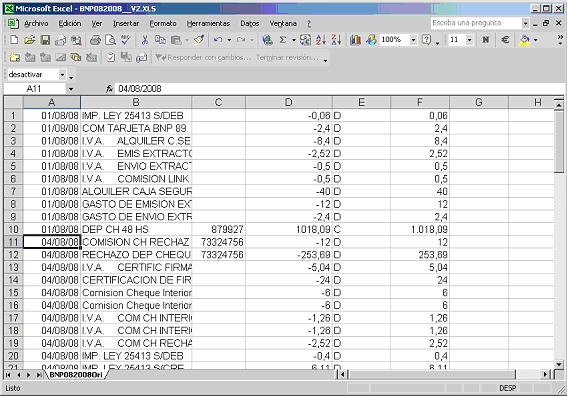 Microsoft Excel - BNP082008__V2.XLS
Archivo Edición Ver Insertar Formato Herramientas Datos Ventana ? Escriba una pregunta
100% 11 N €
Responder con cambios... Terminar revisión...
desactivar
A11 fx 04/08/2008
A B C D E F G H
1 01/08/08 IMP. LEY 25413 S/DEB -0,06 D 0,06
2 01/08/08 COM TARJETA BNP 89 -2,4 D 2,4
3 01/08/08 I.V.A. ALQUILER C.SE -8,4 D 8,4
4 01/08/08 I.V.A. EMIS EXTRACTO -2,52 D 2,52
5 01/08/08 I.V.A. ENVIO EXTRACT -0,5 D 0,5
6 01/08/08 I.V.A. COMISION LINK -0,5 D 0,5
7 01/08/08 ALQUILER CAJA SEGUR -40 D 40
8 01/08/08 GASTO DE EMISION EX -12 D 12
9 01/08/08 GASTO DE ENVIO EXTR -2,4 D 2,4
10 01/08/08 DEP CH 48 HS 879927 1018,09 C 1.018,09
11 04/08/08 COMISION CH RECHAZ 73324756 -12 D 12
12 04/08/08 RECHAZO DEP CHEQU 73324756 -253,69 D 253,69
13 04/08/08 I.V.A. CERTIFIC FIRMA -5,04 D 5,04
14 04/08/08 CERTIFICACION DE FIR -24 D 24
15 04/08/08 Comision Cheque Interior -6 D 6
16 04/08/08 Comision Cheque Interior -6 D 6
17 04/08/08 I.V.A. COM CH INTERI -1,26 D 1,26
18 04/08/08 I.V.A. COM CH INTERI -1,26 D 1,26
19 04/08/08 I.V.A. COM CH RECHA -2,52 D 2,52
20 04/08/08 IMP. LEY 25413 S/DEB -0,4 D 0,4
21 04/08/08 IMP. LEY 25413 S/CRE -6,11 D 6,11
BNP082008Ori
Listo DESP